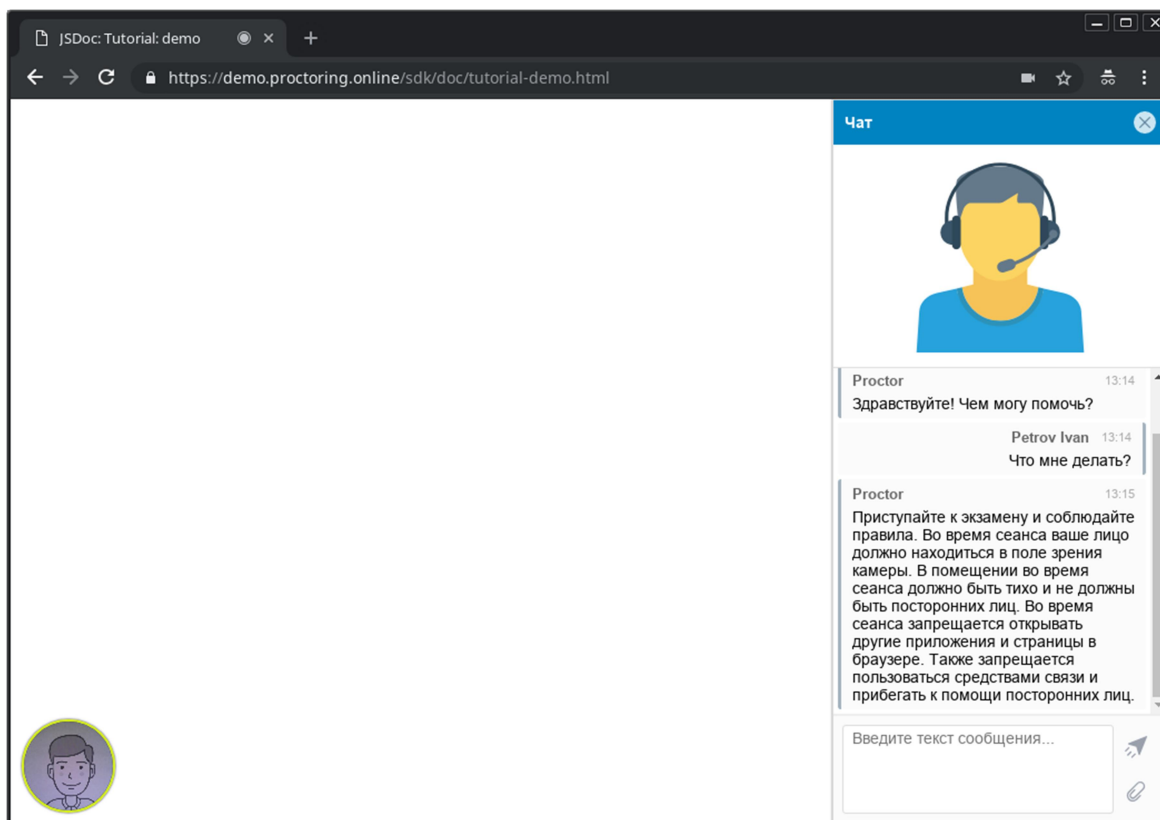 JSDoc: Tutorial: demo
https://demo.proctoring.online/sdk/doc/tutorial-demo.html
Чат
Proctor 13:14
Здравствуйте! Чем могу помочь?
Petrov Ivan 13:14
Что мне делать?
Proctor 13:15
Приступайте к экзамену и соблюдайте
правила. Во время сеанса ваше лицо
должно находиться в поле зрения
камеры. В помещении во время
сеанса должно быть тихо и не должны
быть посторонних лиц. Во время
сеанса запрещается открывать
другие приложения и страницы в
браузере. Также запрещается
пользоваться средствами связи и
прибегать к помощи посторонних лиц.
Введите текст сообщения...